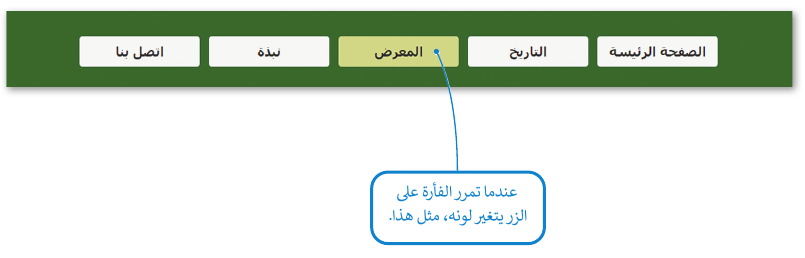 الصفحة الرئيسة
التاريخ
المعرض
نبذة
اتصل بنا
عندما تمرر الفأرة على
الزر يتغير لونه، مثل هذا.